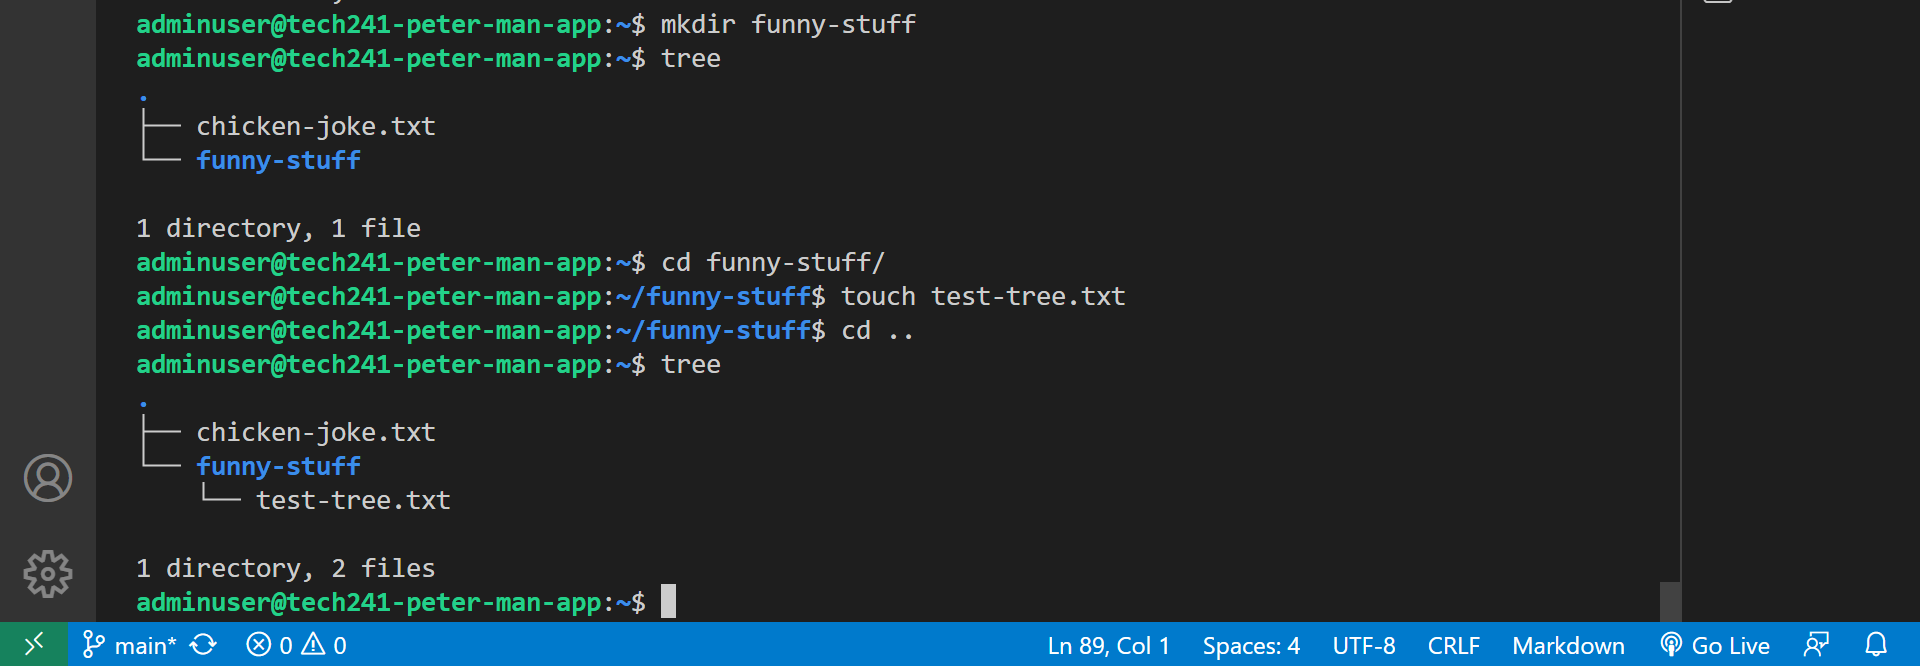 adminuser@tech241-peter-man-app:~$ mkdir funny-stuff
adminuser@tech241-peter-man-app:~$ tree
.
├── chicken-joke.txt
└── funny-stuff
1 directory, 1 file
adminuser@tech241-peter-man-app:~$ cd funny-stuff/
adminuser@tech241-peter-man-app:~/funny-stuff$ touch test-tree.txt
adminuser@tech241-peter-man-app:~/funny-stuff$ cd ..
adminuser@tech241-peter-man-app:~$ tree
.
├── chicken-joke.txt
└── funny-stuff
    └── test-tree.txt
1 directory, 2 files
adminuser@tech241-peter-man-app:~$
main* 0 0 Ln 89, Col 1 Spaces: 4 UTF-8 CRLF Markdown Go Live